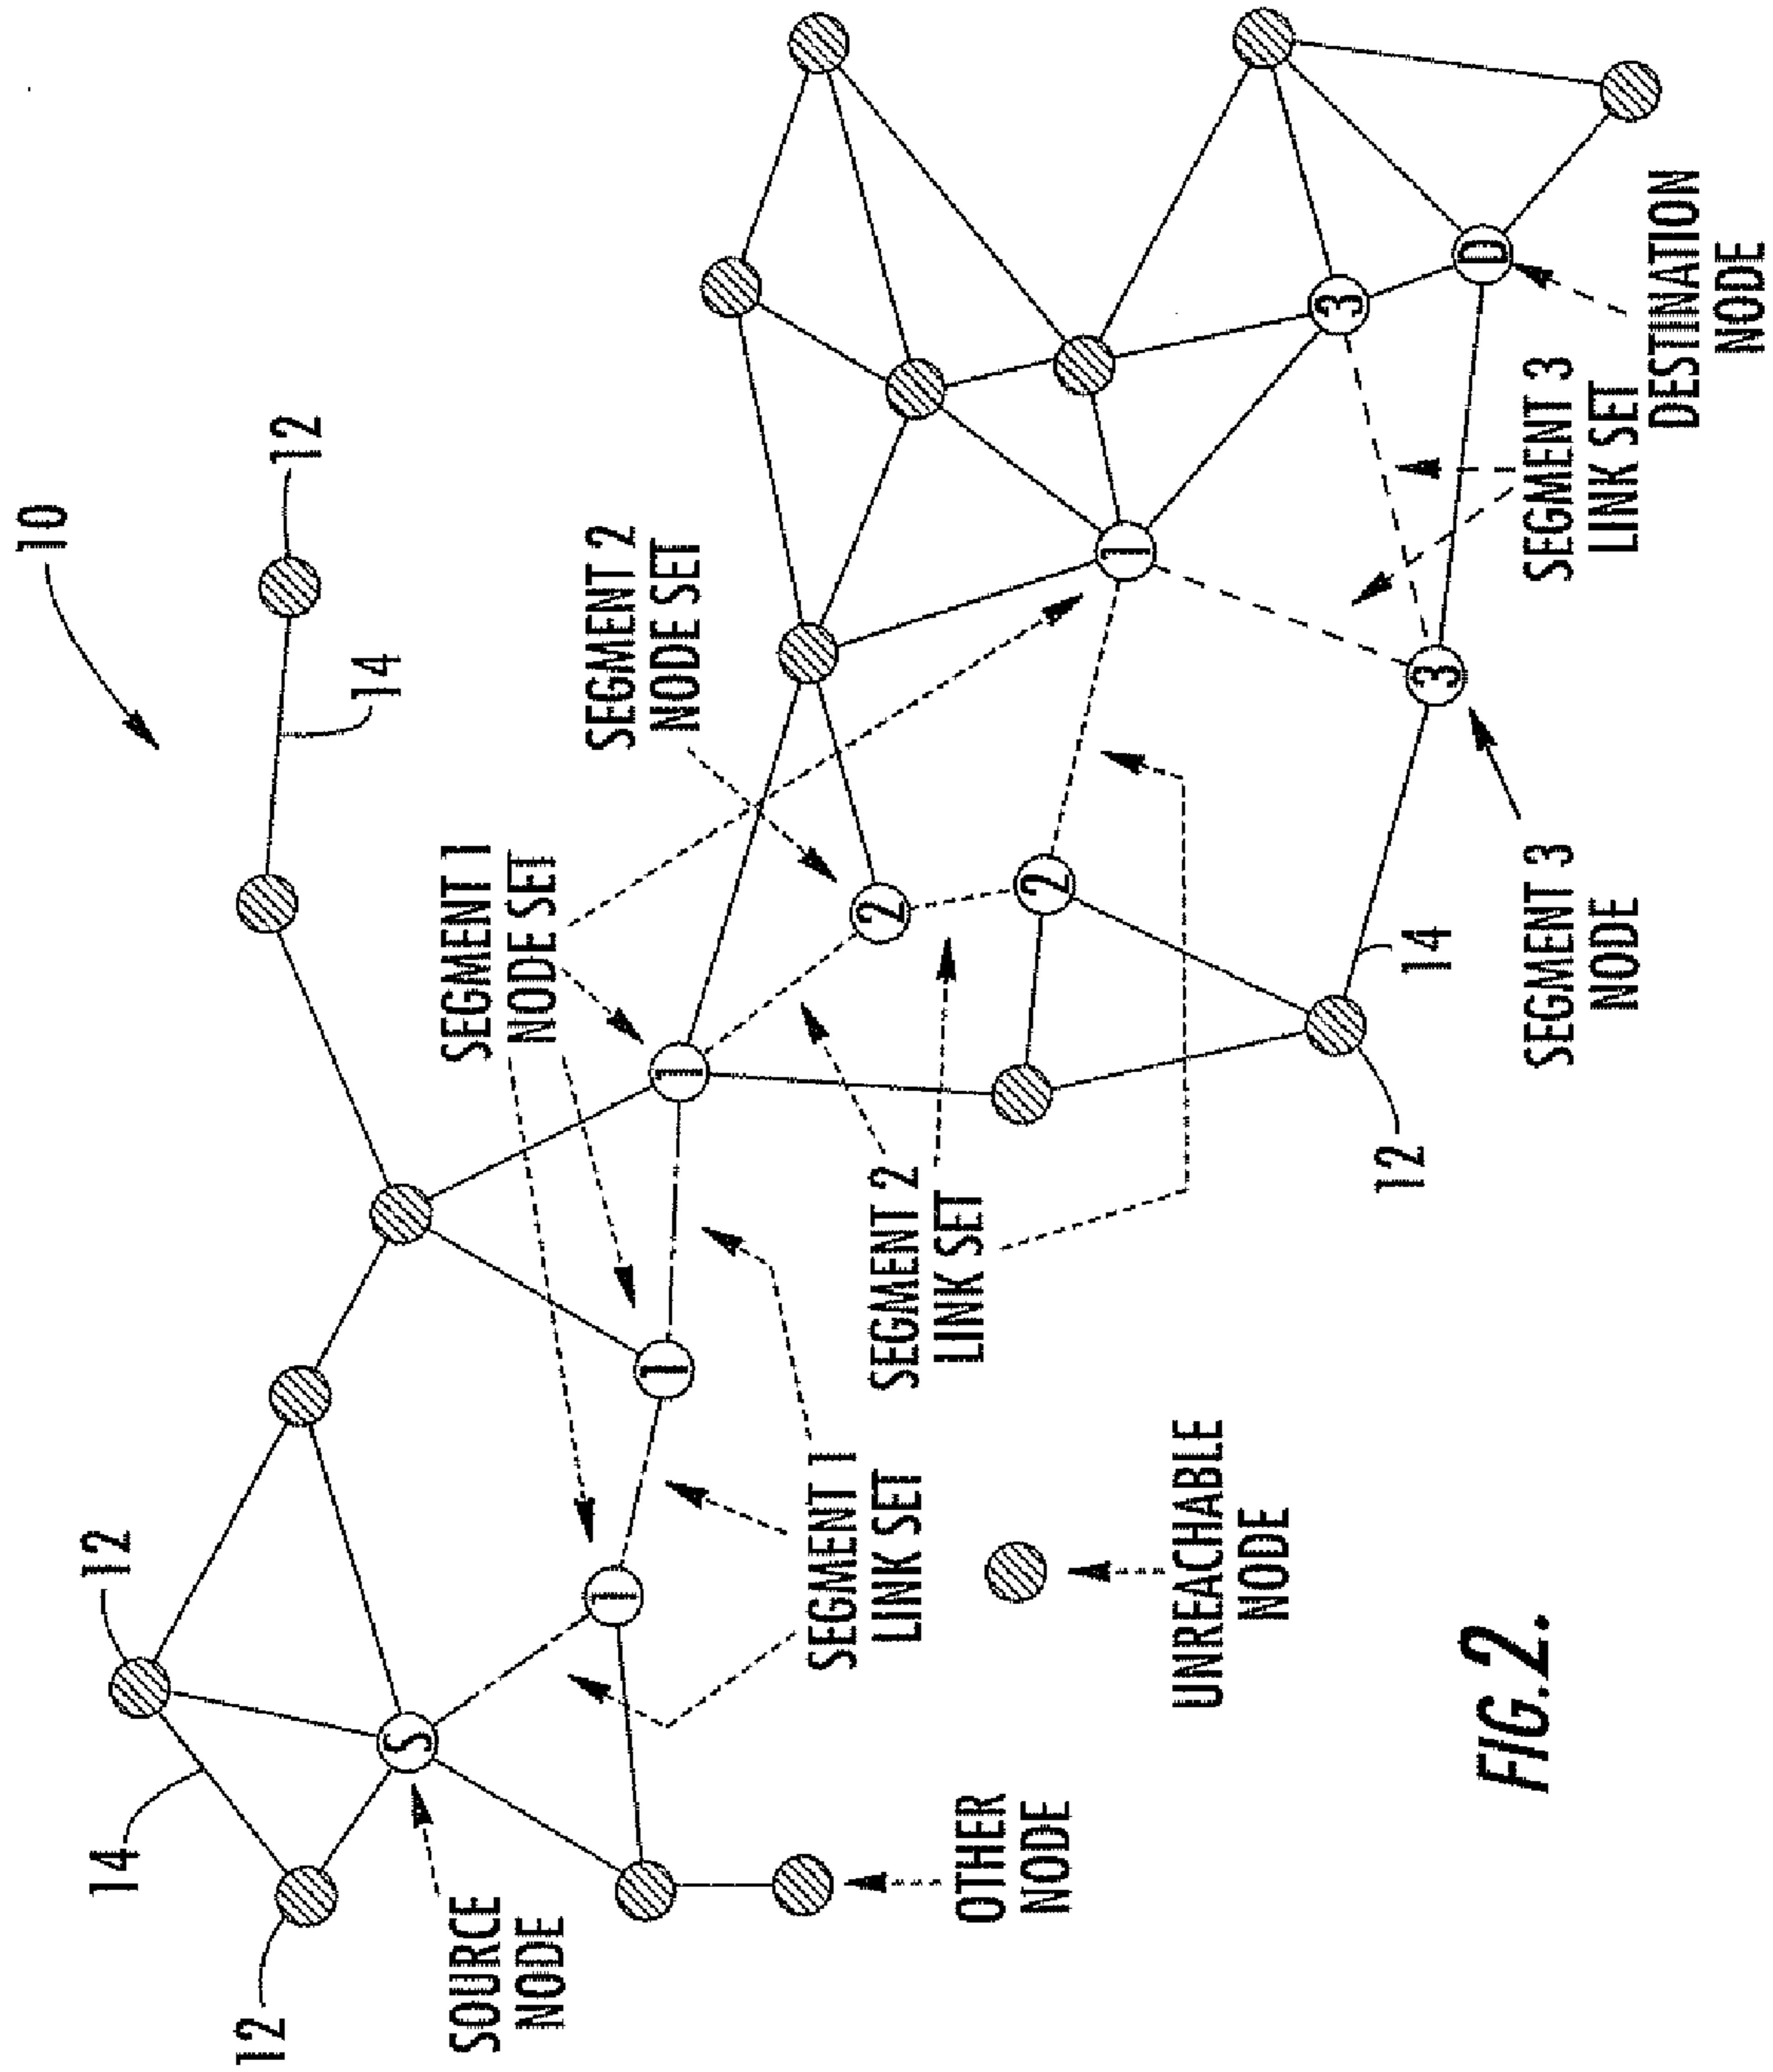 10
12
14
12
14
12
SOURCE
NODE
S
SEGMENT 1
NODE SET
1
1
1
1
SEGMENT 1
LINK SET
SEGMENT 2
NODE SET
2
2
SEGMENT 2
LINK SET
OTHER
NODE
UNREACHABLE
NODE
12
14
3
3
SEGMENT 3
NODE
SEGMENT 3
LINK SET
D
DESTINATION
NODE
FIG.2.